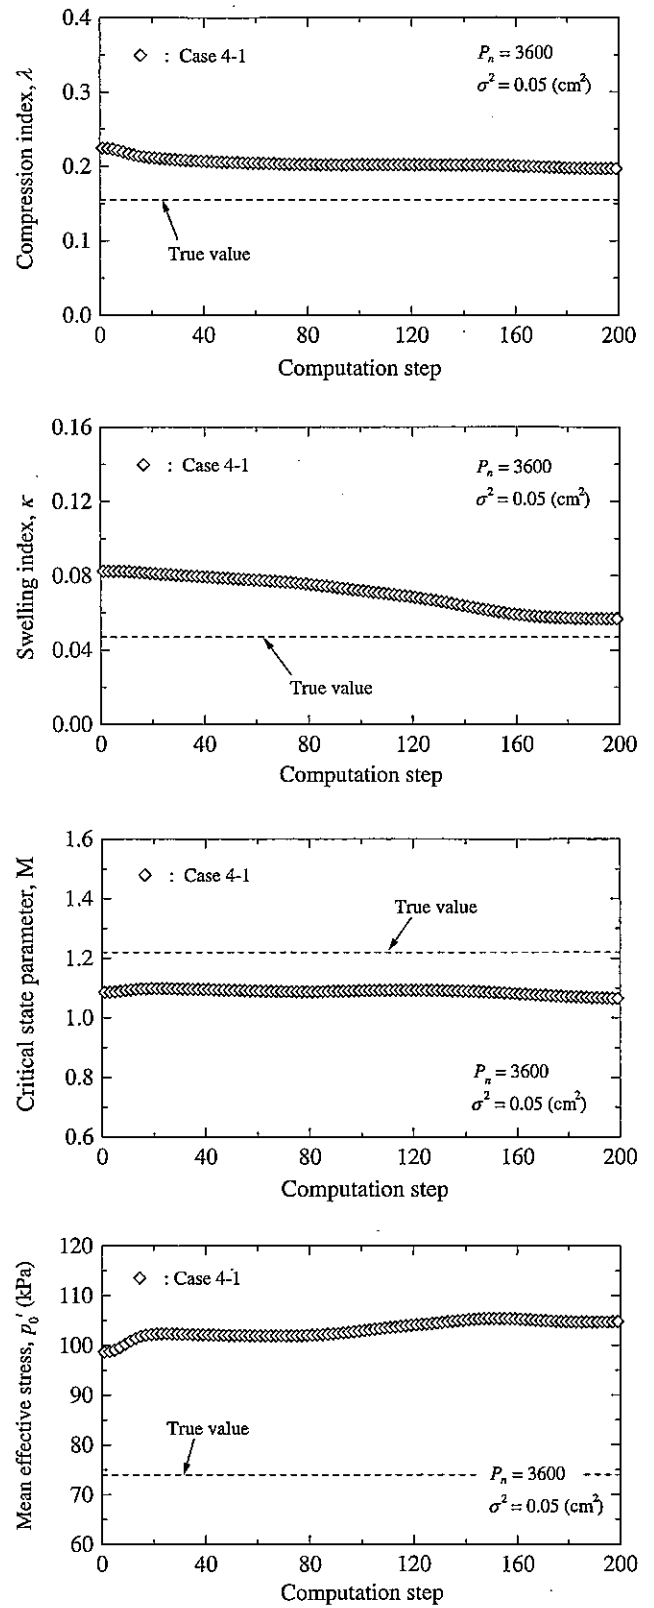 0.4
◇ : Case 4-1
Pₙ = 3600
σ² = 0.05 (cm²)
0.3
0.2
0.1
0.0
Compression index, λ
True value
0 40 80 120 160 200
Computation step
0.16
◇ : Case 4-1
Pₙ = 3600
σ² = 0.05 (cm²)
0.12
0.08
0.04
0.00
Swelling index, κ
True value
0 40 80 120 160 200
Computation step
1.6
◇ : Case 4-1
1.4
True value
1.2
1.0
0.8
0.6
Critical state parameter, M
Pₙ = 3600
σ² = 0.05 (cm²)
0 40 80 120 160 200
Computation step
120
◇ : Case 4-1
110
105
100
95
90
85
80
75
70
65
60
Mean effective stress, p₀' (kPa)
True value
Pₙ = 3600
σ² = 0.05 (cm²)
0 40 80 120 160 200
Computation step